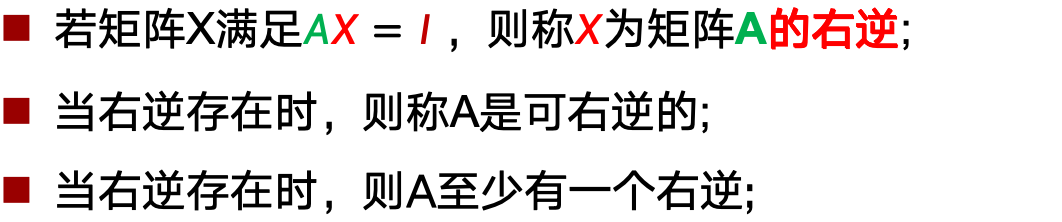 ■ 若矩阵X满足AX = I ，则称X为矩阵A的右逆;
■ 当右逆存在时，则称A是可右逆的;
■ 当右逆存在时，则A至少有一个右逆;